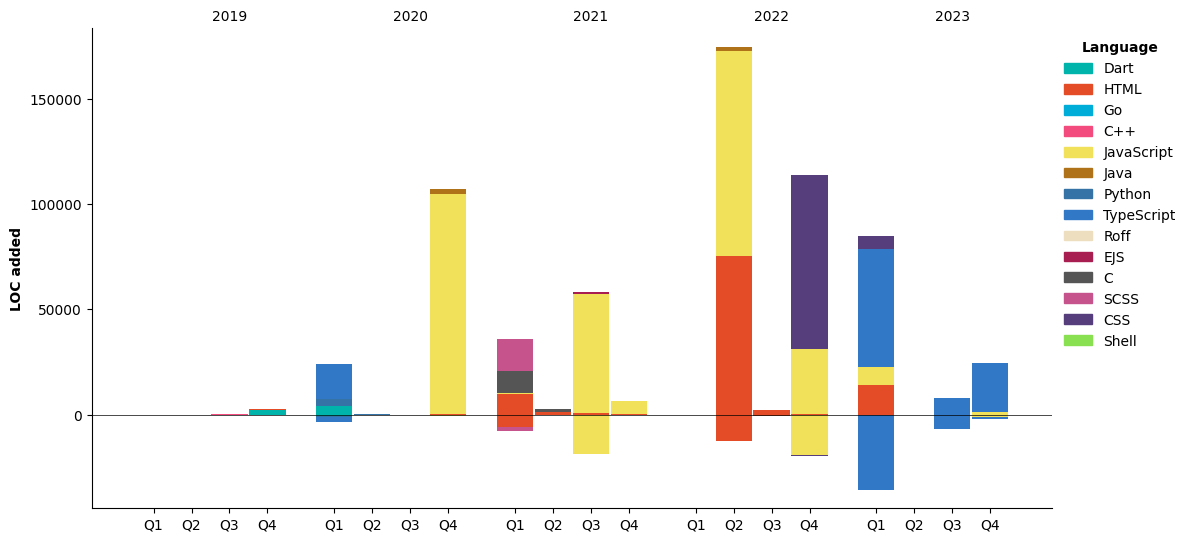 2019 2020 2021 2022 2023
Language
Dart
HTML
Go
C++
JavaScript
Java
Python
TypeScript
Roff
EJS
C
SCSS
CSS
Shell
LOC added
150000
100000
50000
0
Q1 Q2 Q3 Q4 Q1 Q2 Q3 Q4 Q1 Q2 Q3 Q4 Q1 Q2 Q3 Q4 Q1 Q2 Q3 Q4